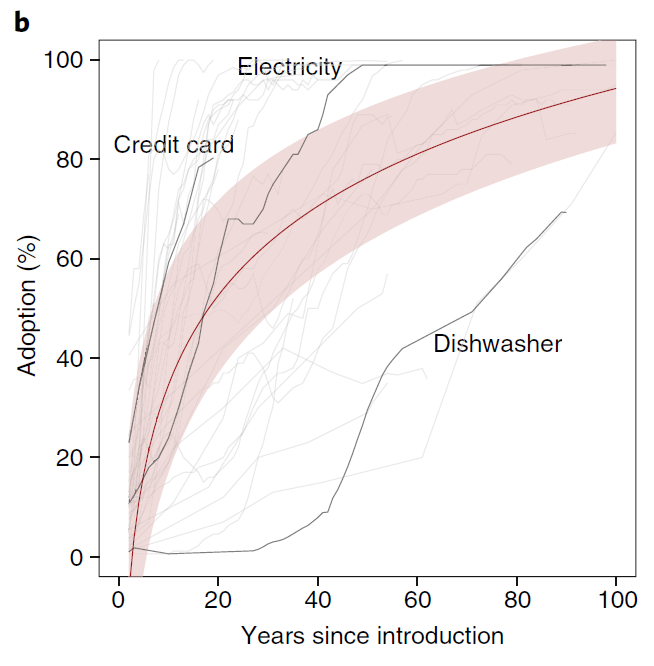 b
100
80
60
40
20
0
Adoption (%)
Electricity
Credit card
Dishwasher
0 20 40 60 80 100
Years since introduction